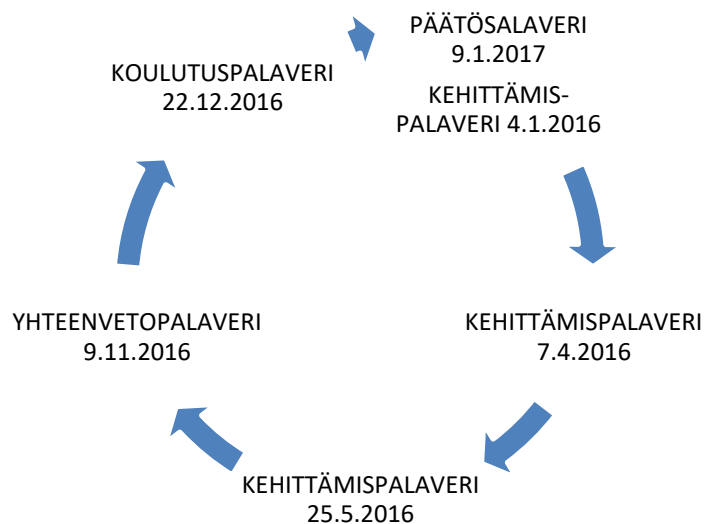 PÄÄTÖSALAVERI
9.1.2017
KEHITTÄMIS-
PALAVERI 4.1.2016
KEHITTÄMISPALAVERI
7.4.2016
KEHITTÄMISPALAVERI
25.5.2016
YHTEENVETOPALAVERI
9.11.2016
KOULUTUSPALAVERI
22.12.2016